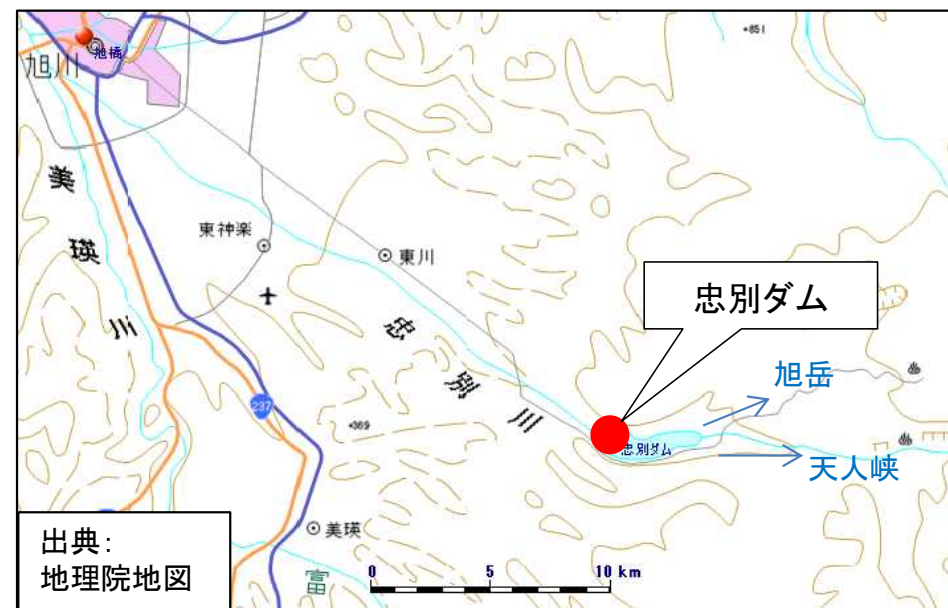 +851
池橋
旭川
美瑛川
東神楽
東川
忠別ダム
忠別川
旭岳
237
•369
忠別ダム
天人峡
美瑛
出典：
地理院地図
富
0 5 10 km